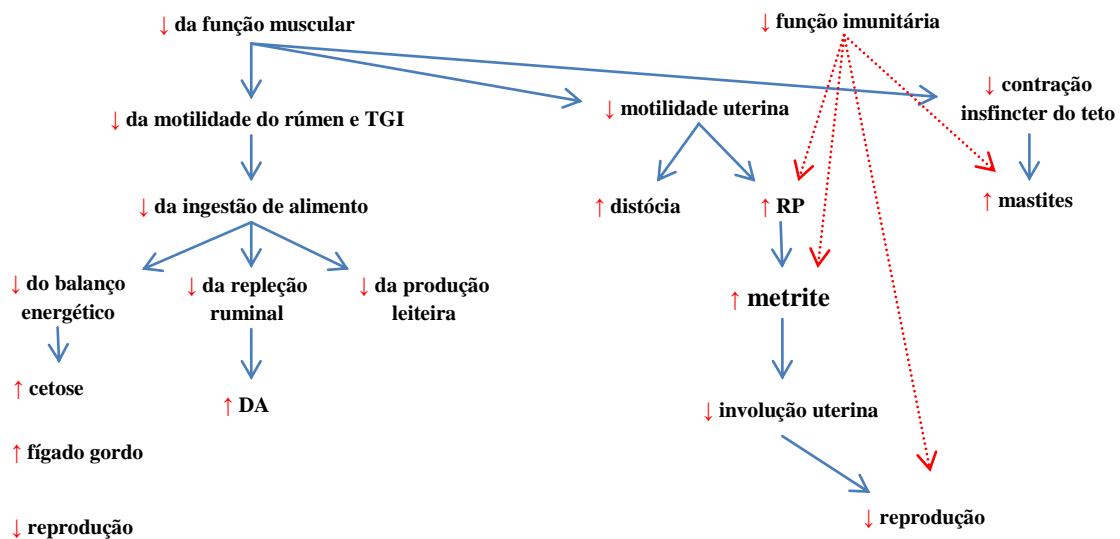 ↓ da função muscular
↓ função imunitária
↓ da motilidade do rúmen e TGI
↓ motilidade uterina
↓ contração
insfincter do teto
↓ da ingestão de alimento
↑ distócia
↑ RP
↑ mastites
↓ do balanço
energético
↓ da repleção
ruminal
↓ da produção
leiteira
↑ metrite
↑ cetose
↑ DA
↓ involução uterina
↑ fígado gordo
↓ reprodução
↓ reprodução